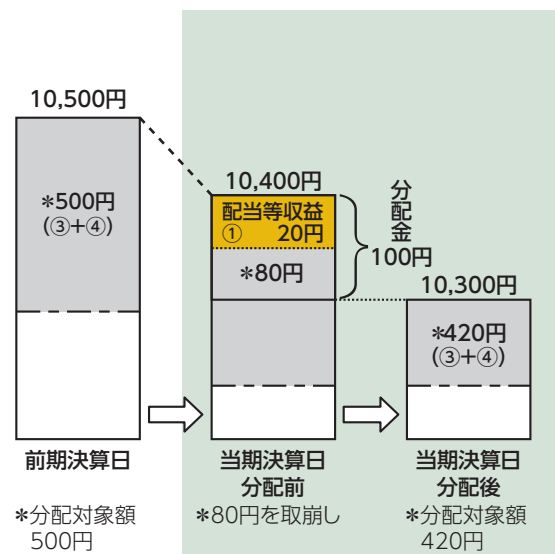 10,500円
*500円
(③+④)
前期決算日
*分配対象額
500円
10,400円
配当等収益
① 20円
*80円
分配金
100円
当期決算日
分配前
*80円を取崩し
10,300円
*420円
(③+④)
当期決算日
分配後
*分配対象額
420円